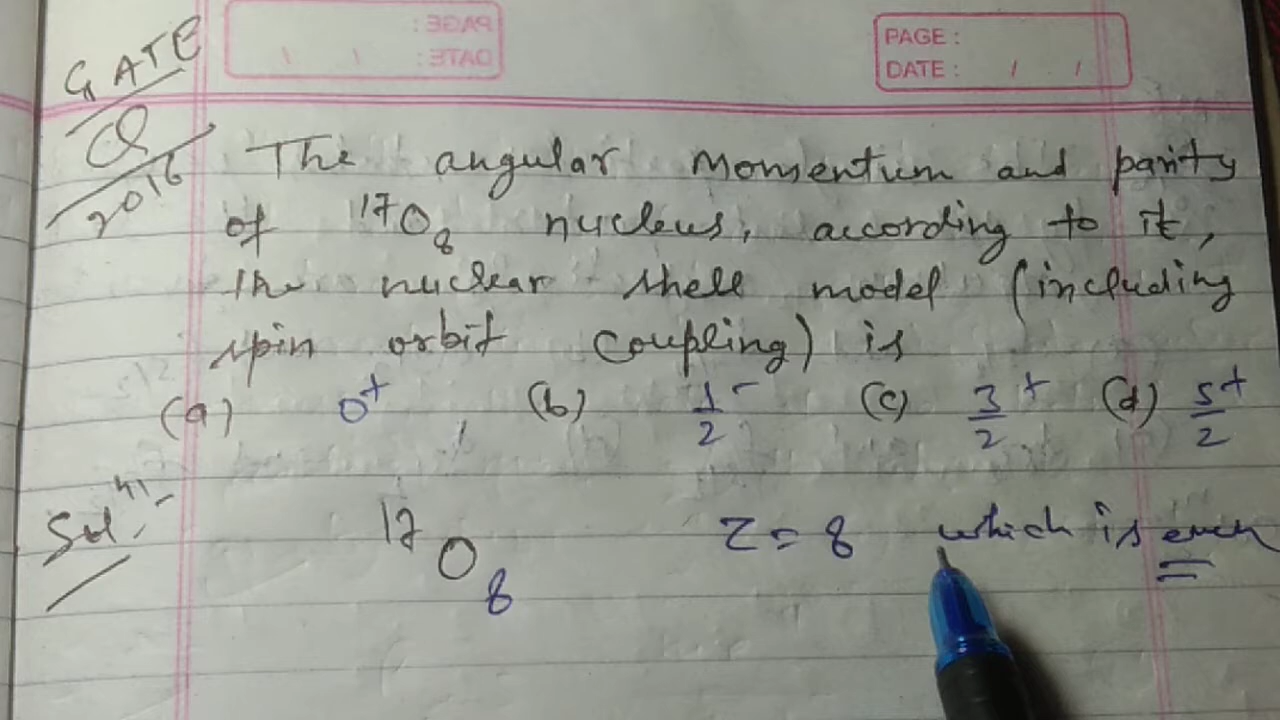 PAGE :
DATE : / /
GATE
Q
2016
The angular momentum and parity
of ¹⁷O₈ nucleus, according to it,
the nuclear shell model (including
spin orbit coupling) is
(a) 0⁺ (b) 1/2⁻ (c) 3/2⁺ (d) 5/2⁺
Solⁿ-
¹⁷O₈ Z = 8 which is even